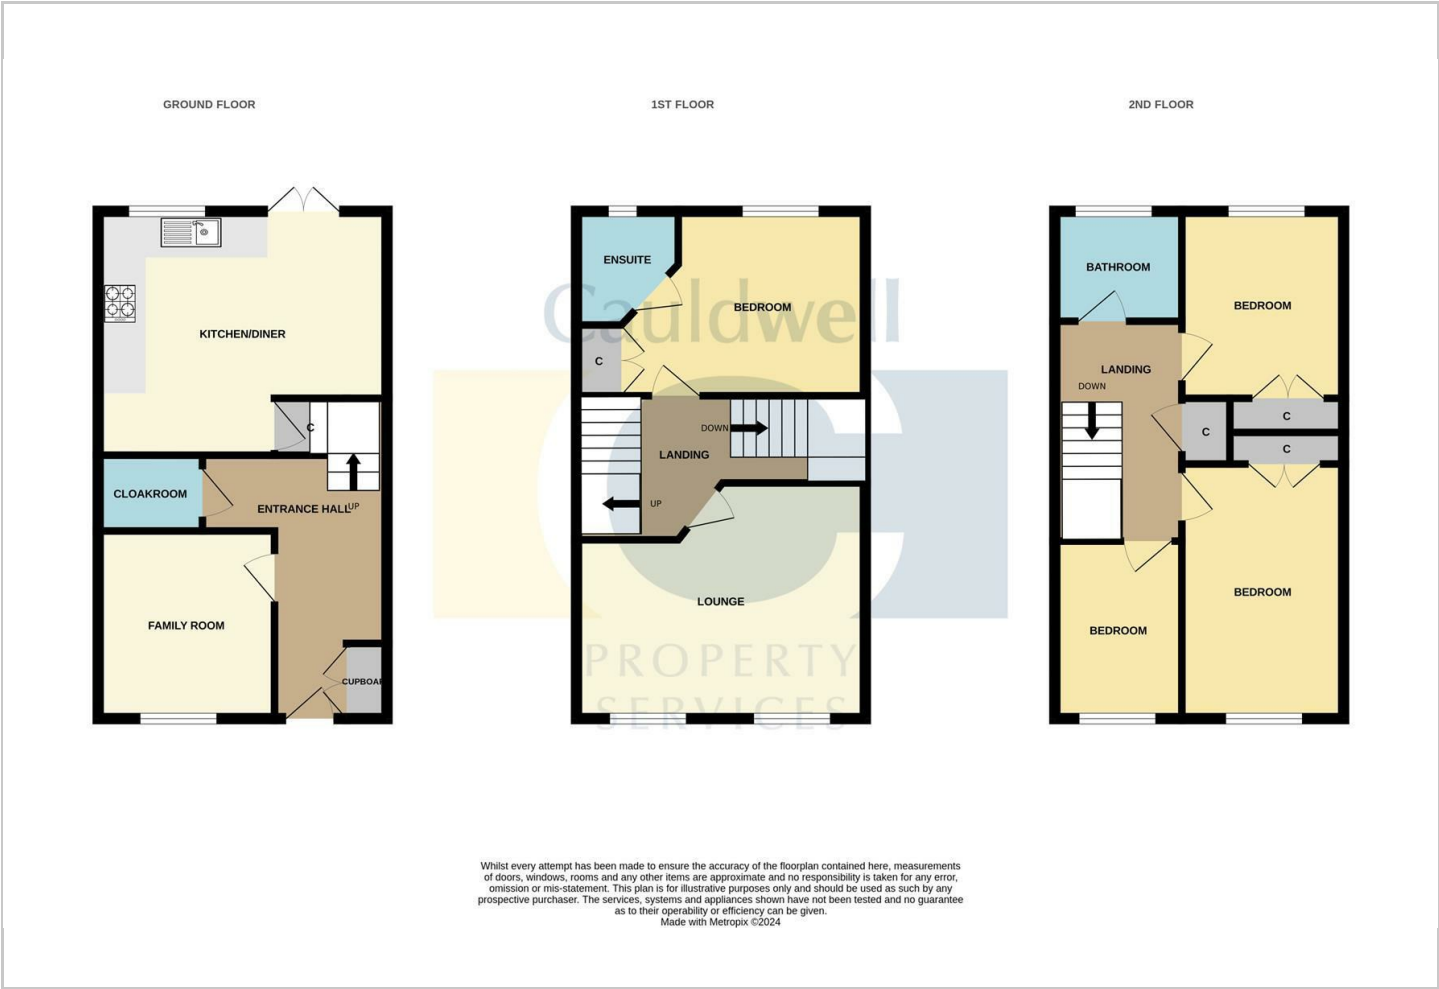 GROUND FLOOR
1ST FLOOR
2ND FLOOR
KITCHEN/DINER
C
CLOAKROOM
ENTRANCE HALL
UP
FAMILY ROOM
CUPBOAR
ENSUITE
BEDROOM
C
DOWN
LANDING
UP
LOUNGE
BATHROOM
BEDROOM
LANDING
DOWN
C
C
C
BEDROOM
BEDROOM
Cauldwell
C
PROPERTY
SERVICES
Whilst every attempt has been made to ensure the accuracy of the floorplan contained here, measurements
of doors, windows, rooms and any other items are approximate and no responsibility is taken for any error,
omission or mis-statement. This plan is for illustrative purposes only and should be used as such by any
prospective purchaser. The services, systems and appliances shown have not been tested and no guarantee
as to their operability or efficiency can be given.
Made with Metropix ©2024